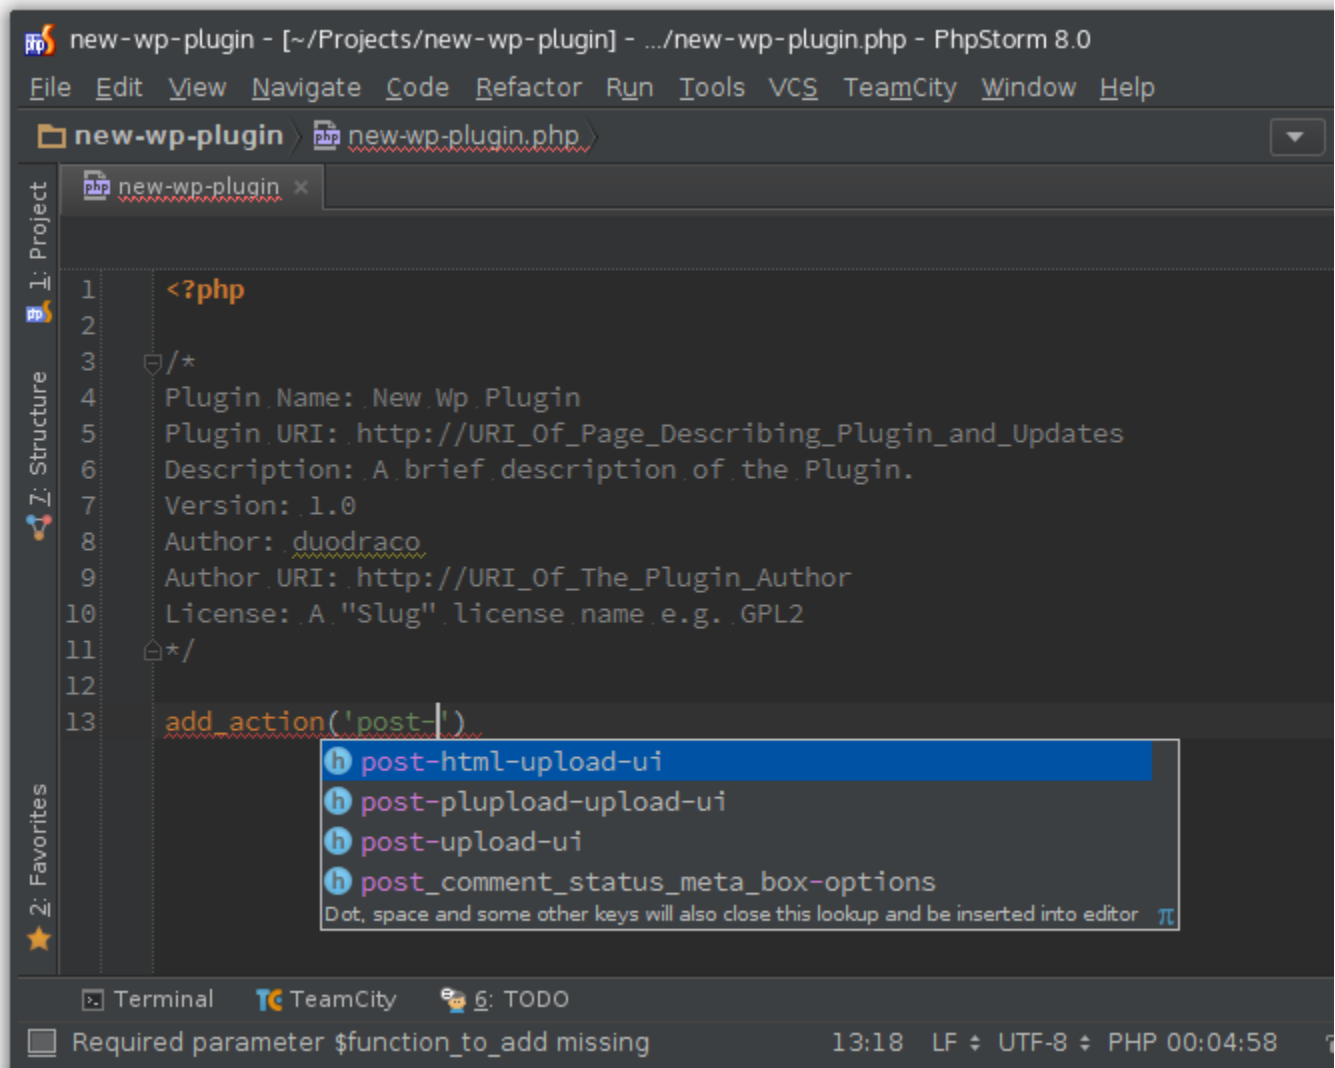 new-wp-plugin - [~/Projects/new-wp-plugin] - .../new-wp-plugin.php - PhpStorm 8.0
File Edit View Navigate Code Refactor Run Tools VCS TeamCity Window Help
new-wp-plugin php new-wp-plugin.php
php new-wp-plugin ×
1: Project
7: Structure
2: Favorites
1 <?php
2
3 /*
4 Plugin Name: New Wp Plugin
5 Plugin URI: http://URI_Of_Page_Describing_Plugin_and_Updates
6 Description: A brief description of the Plugin.
7 Version: 1.0
8 Author: duodraco
9 Author URI: http://URI_Of_The_Plugin_Author
10 License: A "Slug" license name e.g. GPL2
11 */
12
13 add_action('post-')
h post-html-upload-ui
h post-plupload-upload-ui
h post-upload-ui
h post_comment_status_meta_box-options
Dot, space and some other keys will also close this lookup and be inserted into editor π
Terminal TC TeamCity 6: TODO
Required parameter $function_to_add missing 13:18 LF UTF-8 PHP 00:04:58